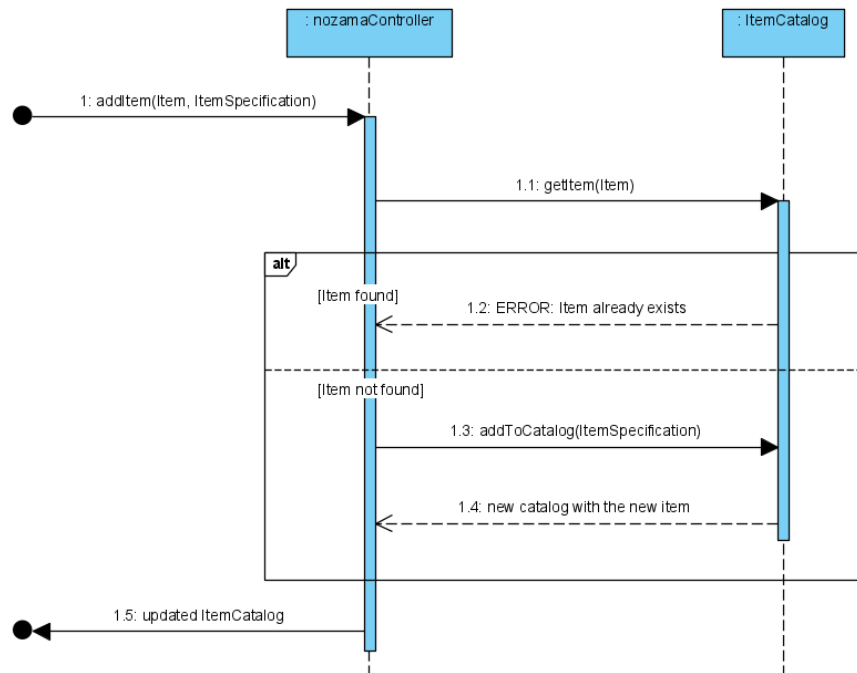 : nozamaController
: ItemCatalog
1: addItem(Item, ItemSpecification)
1.1: getItem(Item)
alt
[Item found]
1.2: ERROR: Item already exists
[Item not found]
1.3: addToCatalog(ItemSpecification)
1.4: new catalog with the new item
1.5: updated ItemCatalog